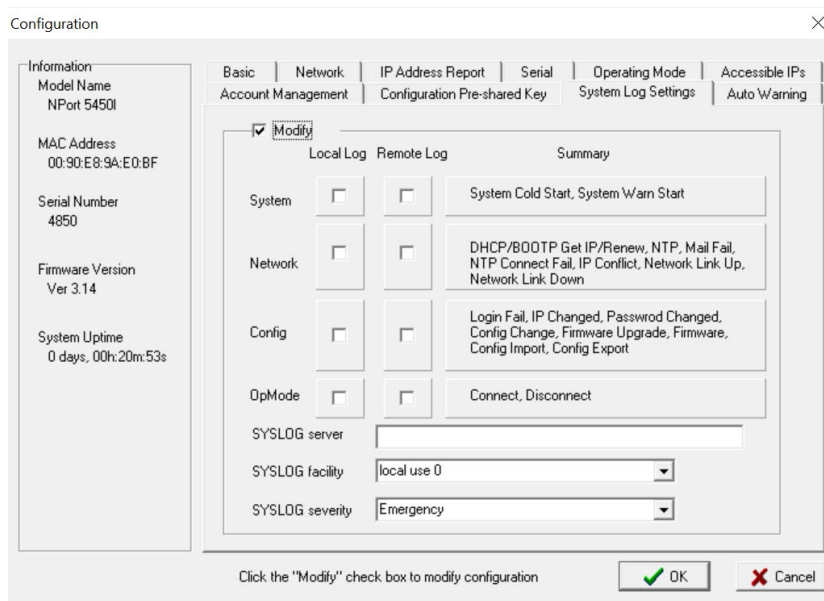 Configuration
Information
Model Name
NPort 5450I
MAC Address
00:90:E8:9A:E0:BF
Serial Number
4850
Firmware Version
Ver 3.14
System Uptime
0 days, 00h:20m:53s
Basic
Network
IP Address Report
Serial
Operating Mode
Accessible IPs
Account Management
Configuration Pre-shared Key
System Log Settings
Auto Warning
Modify
Local Log
Remote Log
Summary
System
System Cold Start, System Warn Start
Network
DHCP/BOOTP Get IP/Renew, NTP, Mail Fail,
NTP Connect Fail, IP Conflict, Network Link Up,
Network Link Down
Config
Login Fail, IP Changed, Passwrod Changed,
Config Change, Firmware Upgrade, Firmware,
Config Import, Config Export
OpMode
Connect, Disconnect
SYSLOG server
SYSLOG facility
local use 0
SYSLOG severity
Emergency
Click the "Modify" check box to modify configuration
OK
Cancel